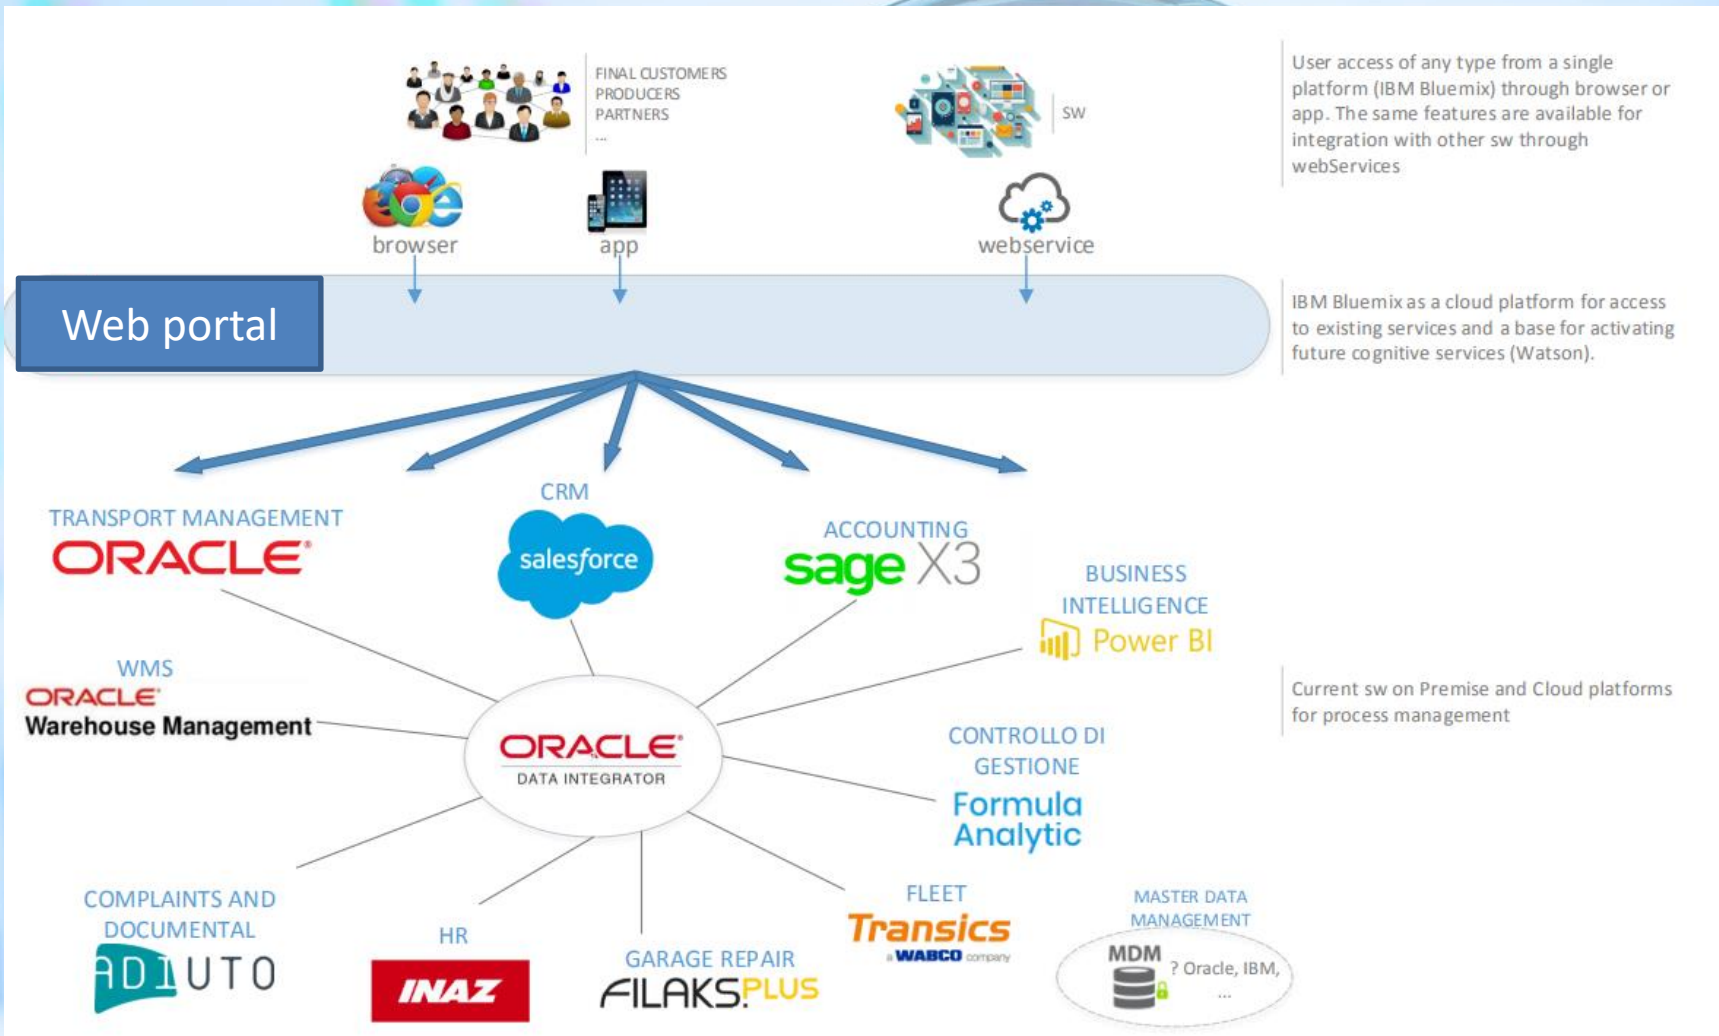 FINAL CUSTOMERS
PRODUCERS
PARTNERS
...
SW
User access of any type from a single
platform (IBM Bluemix) through browser or
app. The same features are available for
integration with other sw through
webServices
browser
app
webservice
Web portal
IBM Bluemix as a cloud platform for access
to existing services and a base for activating
future cognitive services (Watson).
TRANSPORT MANAGEMENT
ORACLE
CRM
salesforce
ACCOUNTING
sage X3
BUSINESS
INTELLIGENCE
Power BI
WMS
ORACLE
Warehouse Management
ORACLE
DATA INTEGRATOR
Current sw on Premise and Cloud platforms
for process management
CONTROLLO DI
GESTIONE
Formula
Analytic
COMPLAINTS AND
DOCUMENTAL
ADIUTO
HR
INAZ
GARAGE REPAIR
FILAKS.PLUS
FLEET
Transics
a WABCO company
MASTER DATA
MANAGEMENT
MDM
? Oracle, IBM,
...